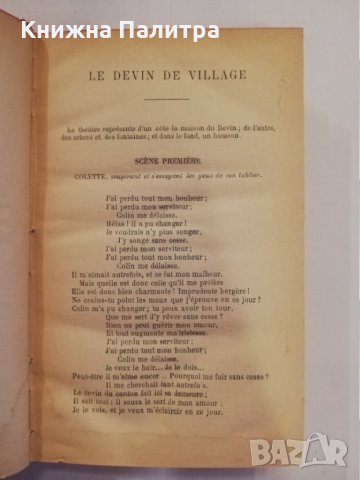 Книжна Палитра
LE DEVIN DE VILLAGE
Le théâtre représente d'un côté la maison du Devin ; de l'autre,
des arbres et des fontaines ; et dans le fond, un hameau.
SCÈNE PREMIÈRE
COLETTE, soupirant et s'essuyant les yeux de son tablier.
J'ai perdu tout mon bonheur ;
J'ai perdu mon serviteur ;
Colin me délaisse.
Hélas ! il a pu changer !
Je voudrais n'y plus songer,
J'y songe sans cesse.
J'ai perdu mon serviteur ;
J'ai perdu tout mon bonheur ;
Colin me délaisse.
Il m'aimait autrefois, et ce fut mon malheur.
Mais quelle est donc celle qu'il me préfère
Elle est donc bien charmante ! Imprudente bergère !
Ne crains-tu point les maux que j'éprouve en ce jour ?
Colin m'a pu changer ; tu peux avoir ton tour.
Que me sert d'y rêver sans cesse ?
Rien ne peut guérir mon amour,
Et tout augmente ma tristesse.
J'ai perdu mon serviteur ;
J'ai perdu tout mon bonheur ;
Colin me délaisse.
Je veux le haïr... Je le dois...
Peut-être il m'aime encor .. Pourquoi me fuir sans cesse ?
Il me cherchait tant autrefo s.
Le devin du canton fait ici sa demeure ;
Il sait tout ; il saura le sort de mon amour :
Je le vois, et je veux m'éclaircir en ce jour.
BAZAR.bg